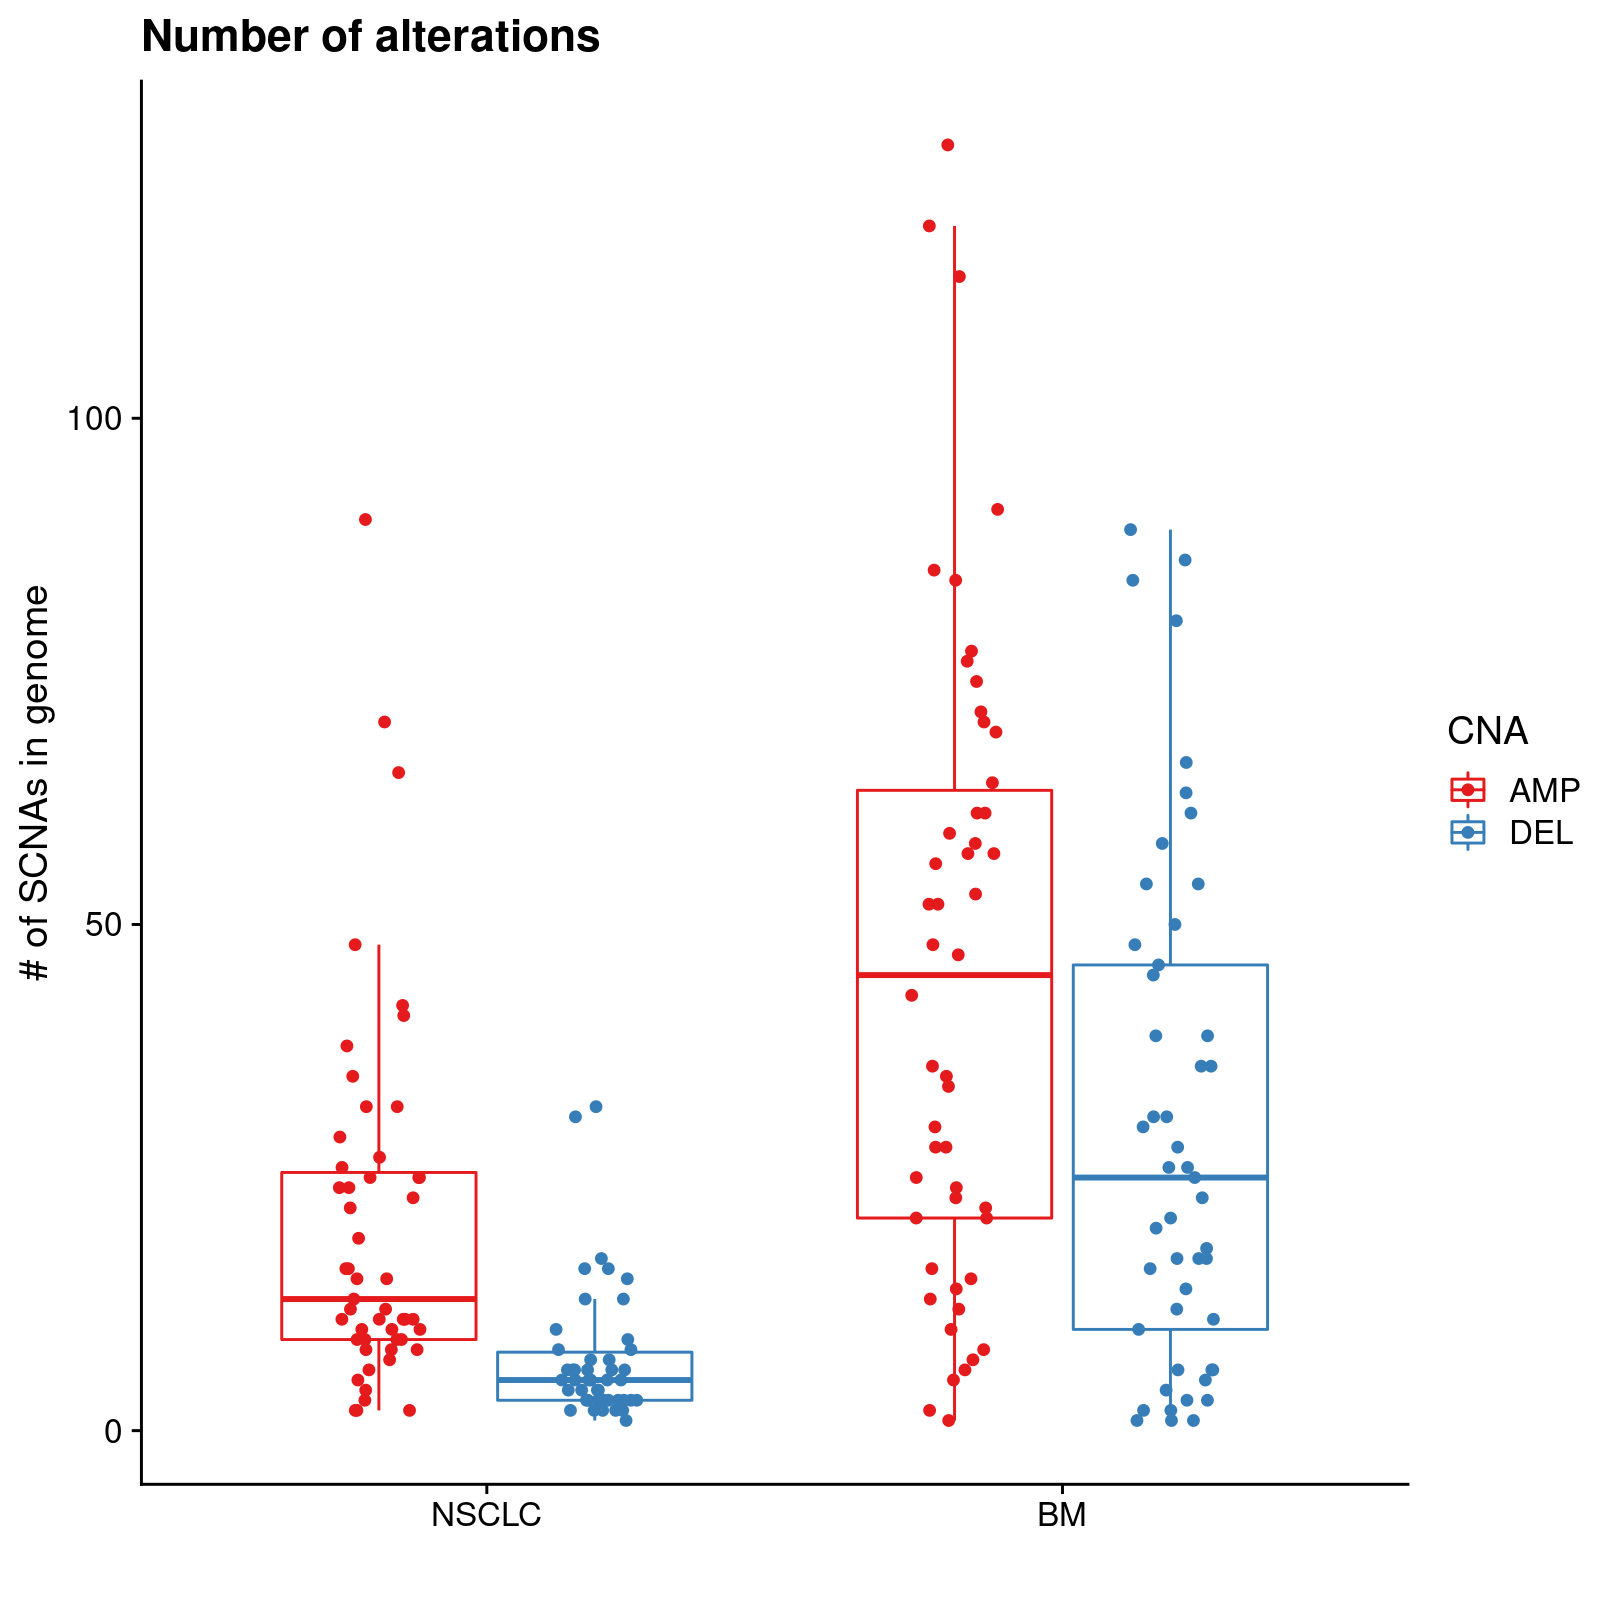 Number of alterations
# of SCNAs in genome
100
50
0
NSCLC
BM
CNA
AMP
DEL